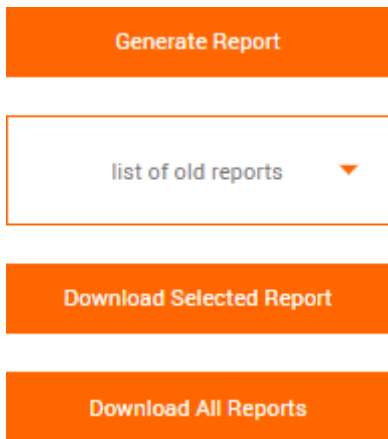 Generate Report
list of old reports
Download Selected Report
Download All Reports